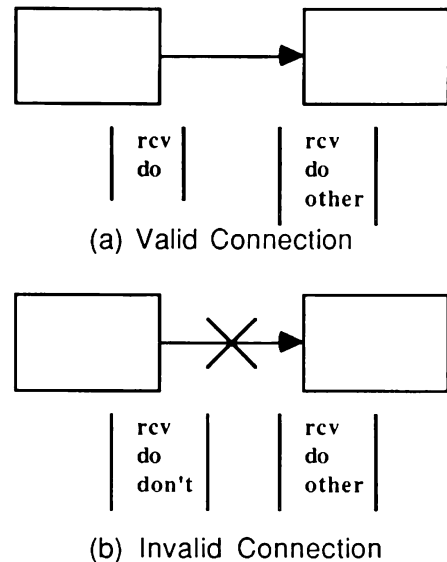 rcv rcv
do do
other
(a) Valid Connection
rcv rcv
do do
don't other
(b) Invalid Connection